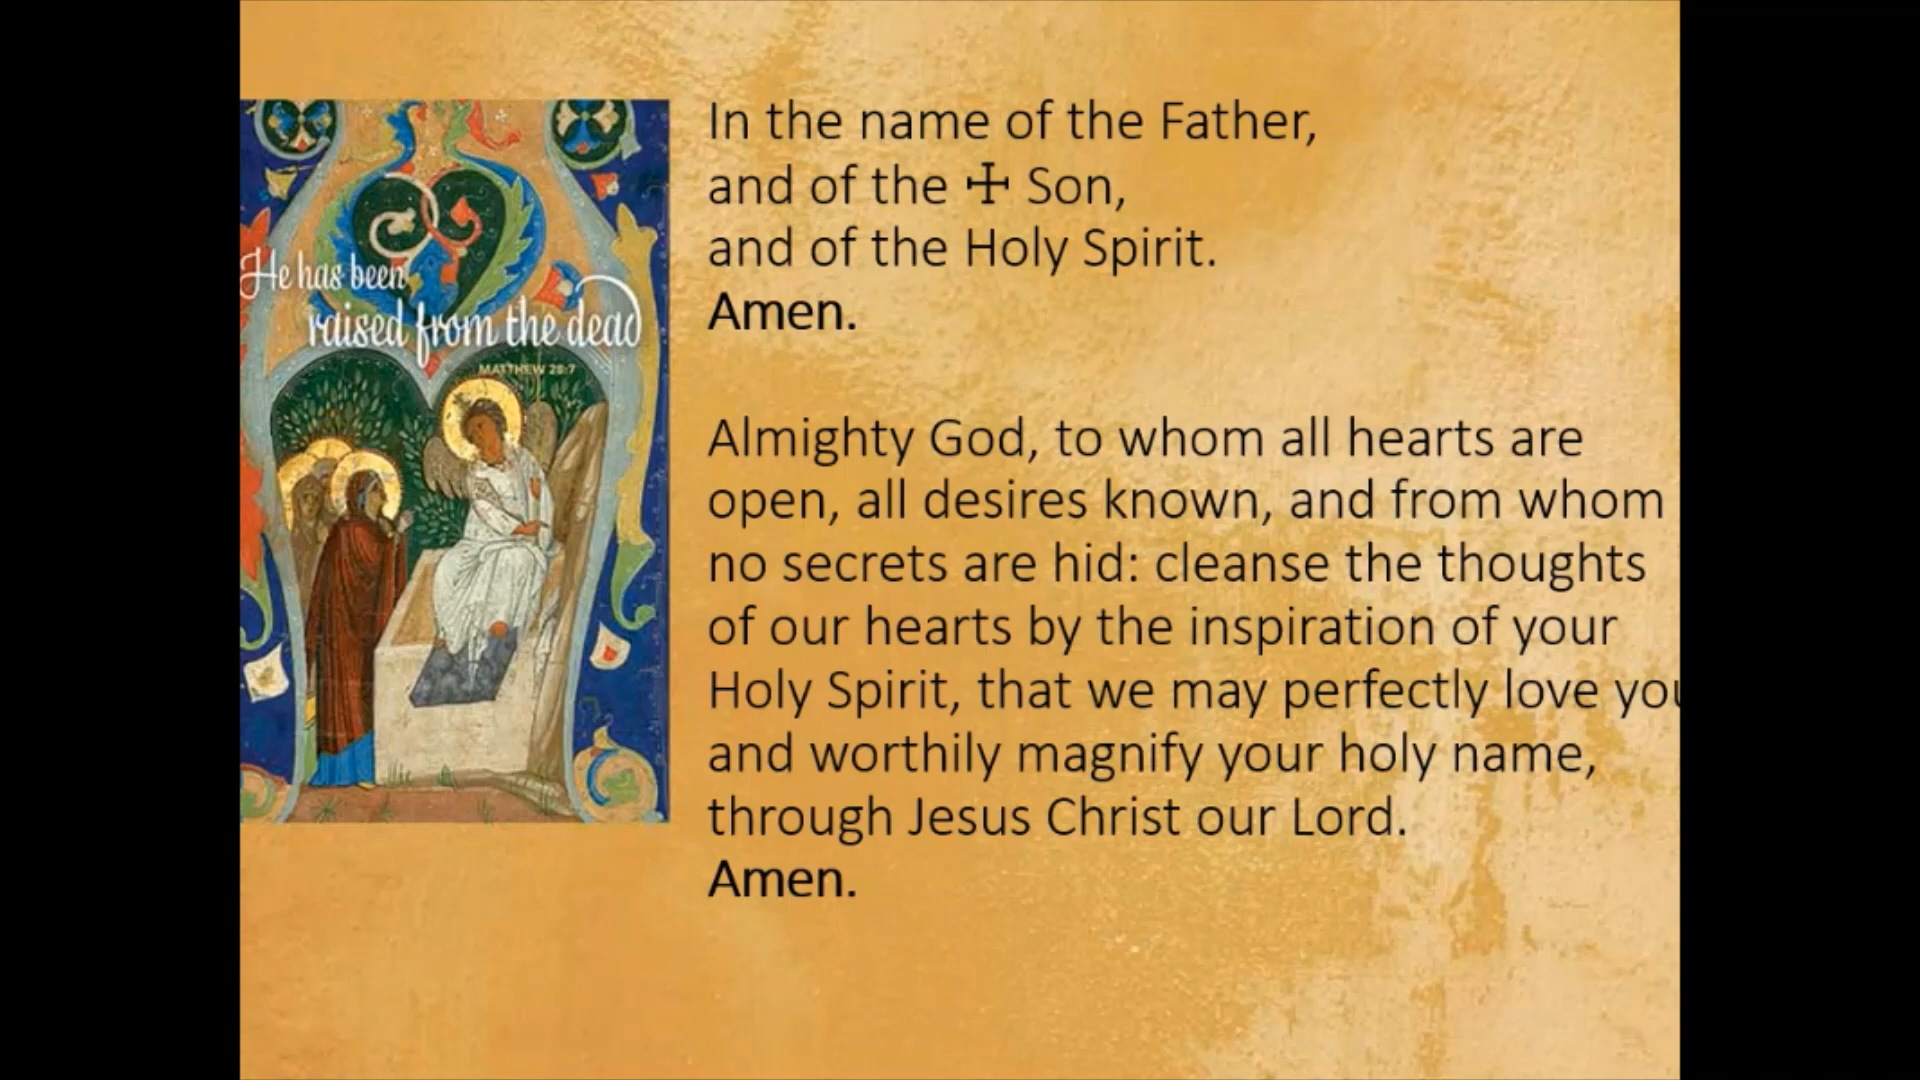 He has been
raised from the dead
MATTHEW 28:7
In the name of the Father,
and of the ☩ Son,
and of the Holy Spirit.
Amen.
Almighty God, to whom all hearts are
open, all desires known, and from whom
no secrets are hid: cleanse the thoughts
of our hearts by the inspiration of your
Holy Spirit, that we may perfectly love you
and worthily magnify your holy name,
through Jesus Christ our Lord.
Amen.